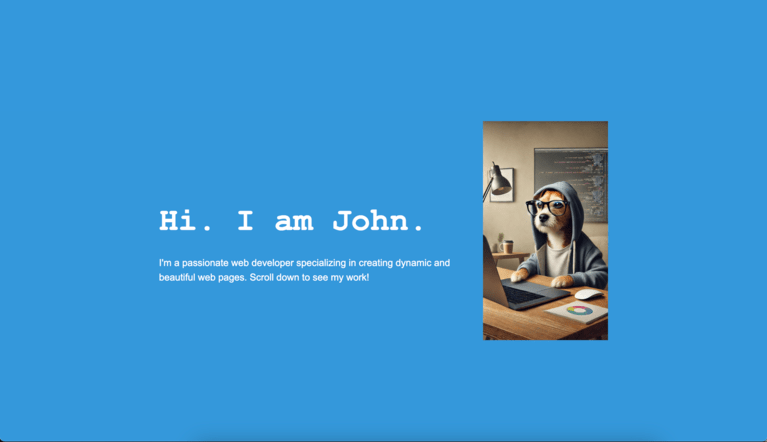 Hi. I am John.
I'm a passionate web developer specializing in creating dynamic and
beautiful web pages. Scroll down to see my work!